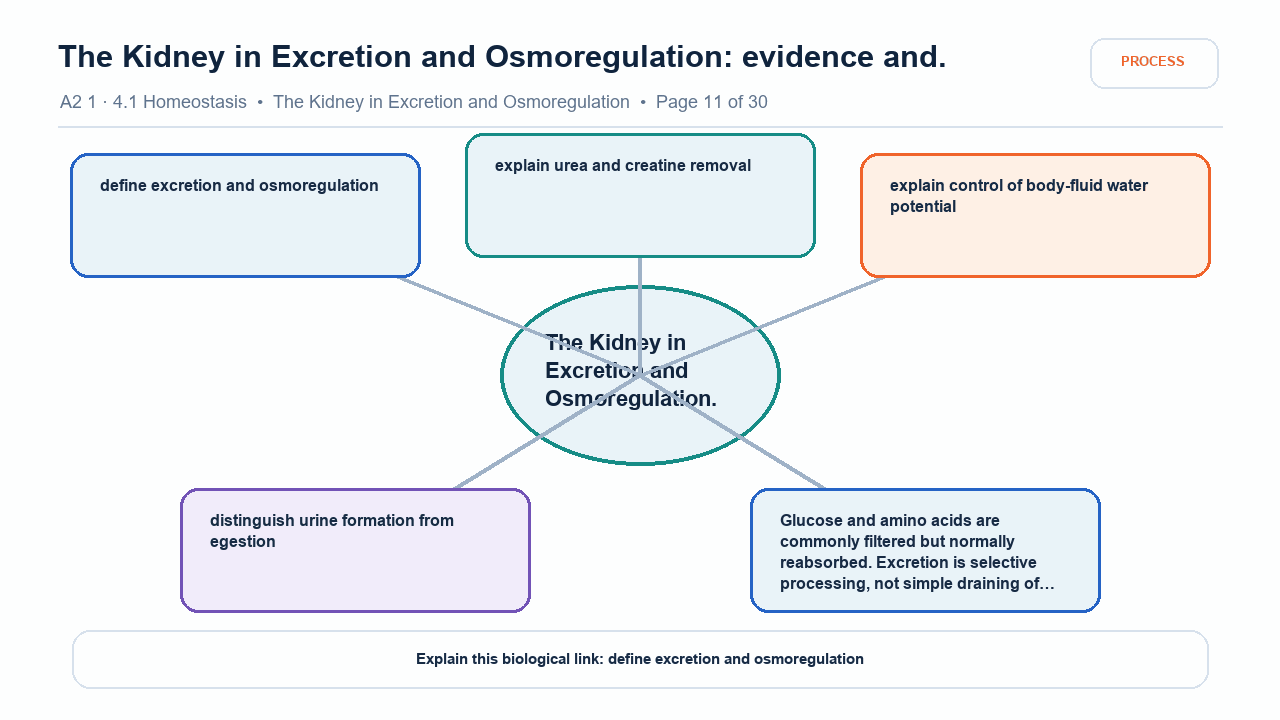 The Kidney in Excretion and Osmoregulation: evidence and.
PROCESS
A2 1 · 4.1 Homeostasis • The Kidney in Excretion and Osmoregulation • Page 11 of 30
define excretion and osmoregulation
explain urea and creatine removal
explain control of body-fluid water
potential
The Kidney in
Excretion and
Osmoregulation.
distinguish urine formation from
egestion
Glucose and amino acids are
commonly filtered but normally
reabsorbed. Excretion is selective
processing, not simple draining of…
Explain this biological link: define excretion and osmoregulation